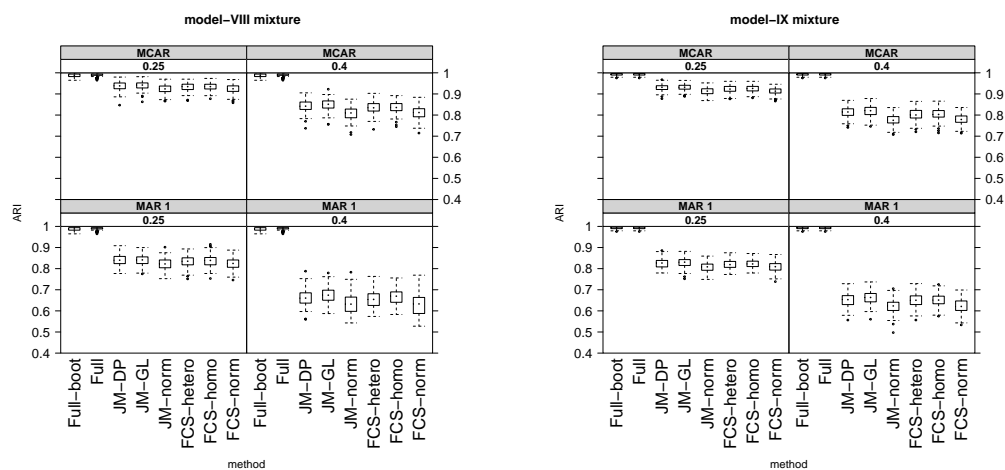 model−VIII mixture
MCAR
MCAR
0.25
0.4
1
0.9
0.8
0.7
0.6
0.5
0.4
ARI
MAR 1
MAR 1
0.25
0.4
1
0.9
0.8
0.7
0.6
0.5
0.4
Full−boot
Full
JM−DP
JM−GL
JM−norm
FCS−hetero
FCS−homo
FCS−norm
Full−boot
Full
JM−DP
JM−GL
JM−norm
FCS−hetero
FCS−homo
FCS−norm
method
model−IX mixture
MCAR
MCAR
0.25
0.4
1
0.9
0.8
0.7
0.6
0.5
0.4
ARI
MAR 1
MAR 1
0.25
0.4
1
0.9
0.8
0.7
0.6
0.5
0.4
Full−boot
Full
JM−DP
JM−GL
JM−norm
FCS−hetero
FCS−homo
FCS−norm
Full−boot
Full
JM−DP
JM−GL
JM−norm
FCS−hetero
FCS−homo
FCS−norm
method